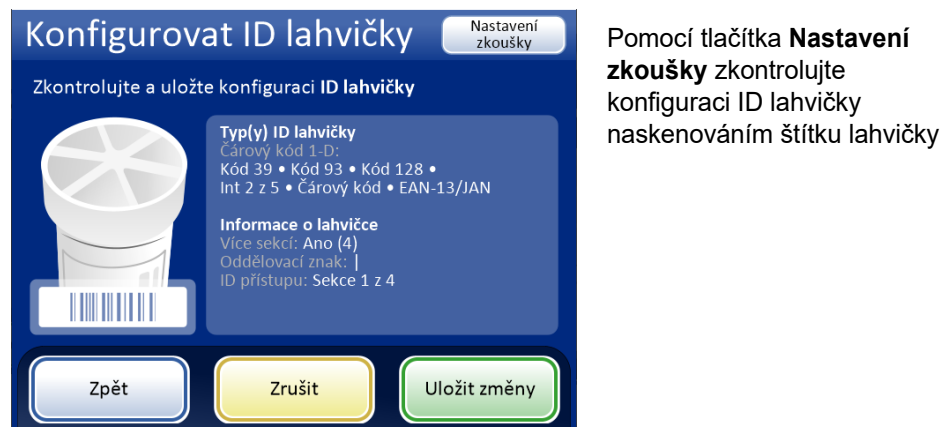 Konfigurovat ID lahvičky
Nastavení
zkoušky
Zkontrolujte a uložte konfiguraci ID lahvičky
Typ(y) ID lahvičky
Čárový kód 1-D:
Kód 39 • Kód 93 • Kód 128 •
Int 2 z 5 • Čárový kód • EAN-13/JAN
Informace o lahvičce
Více sekcí: Ano (4)
Oddělovací znak: |
ID přístupu: Sekce 1 z 4
Zpět
Zrušit
Uložit změny
Pomocí tlačítka Nastavení
zkoušky zkontrolujte
konfiguraci ID lahvičky
naskenováním štítku lahvičky